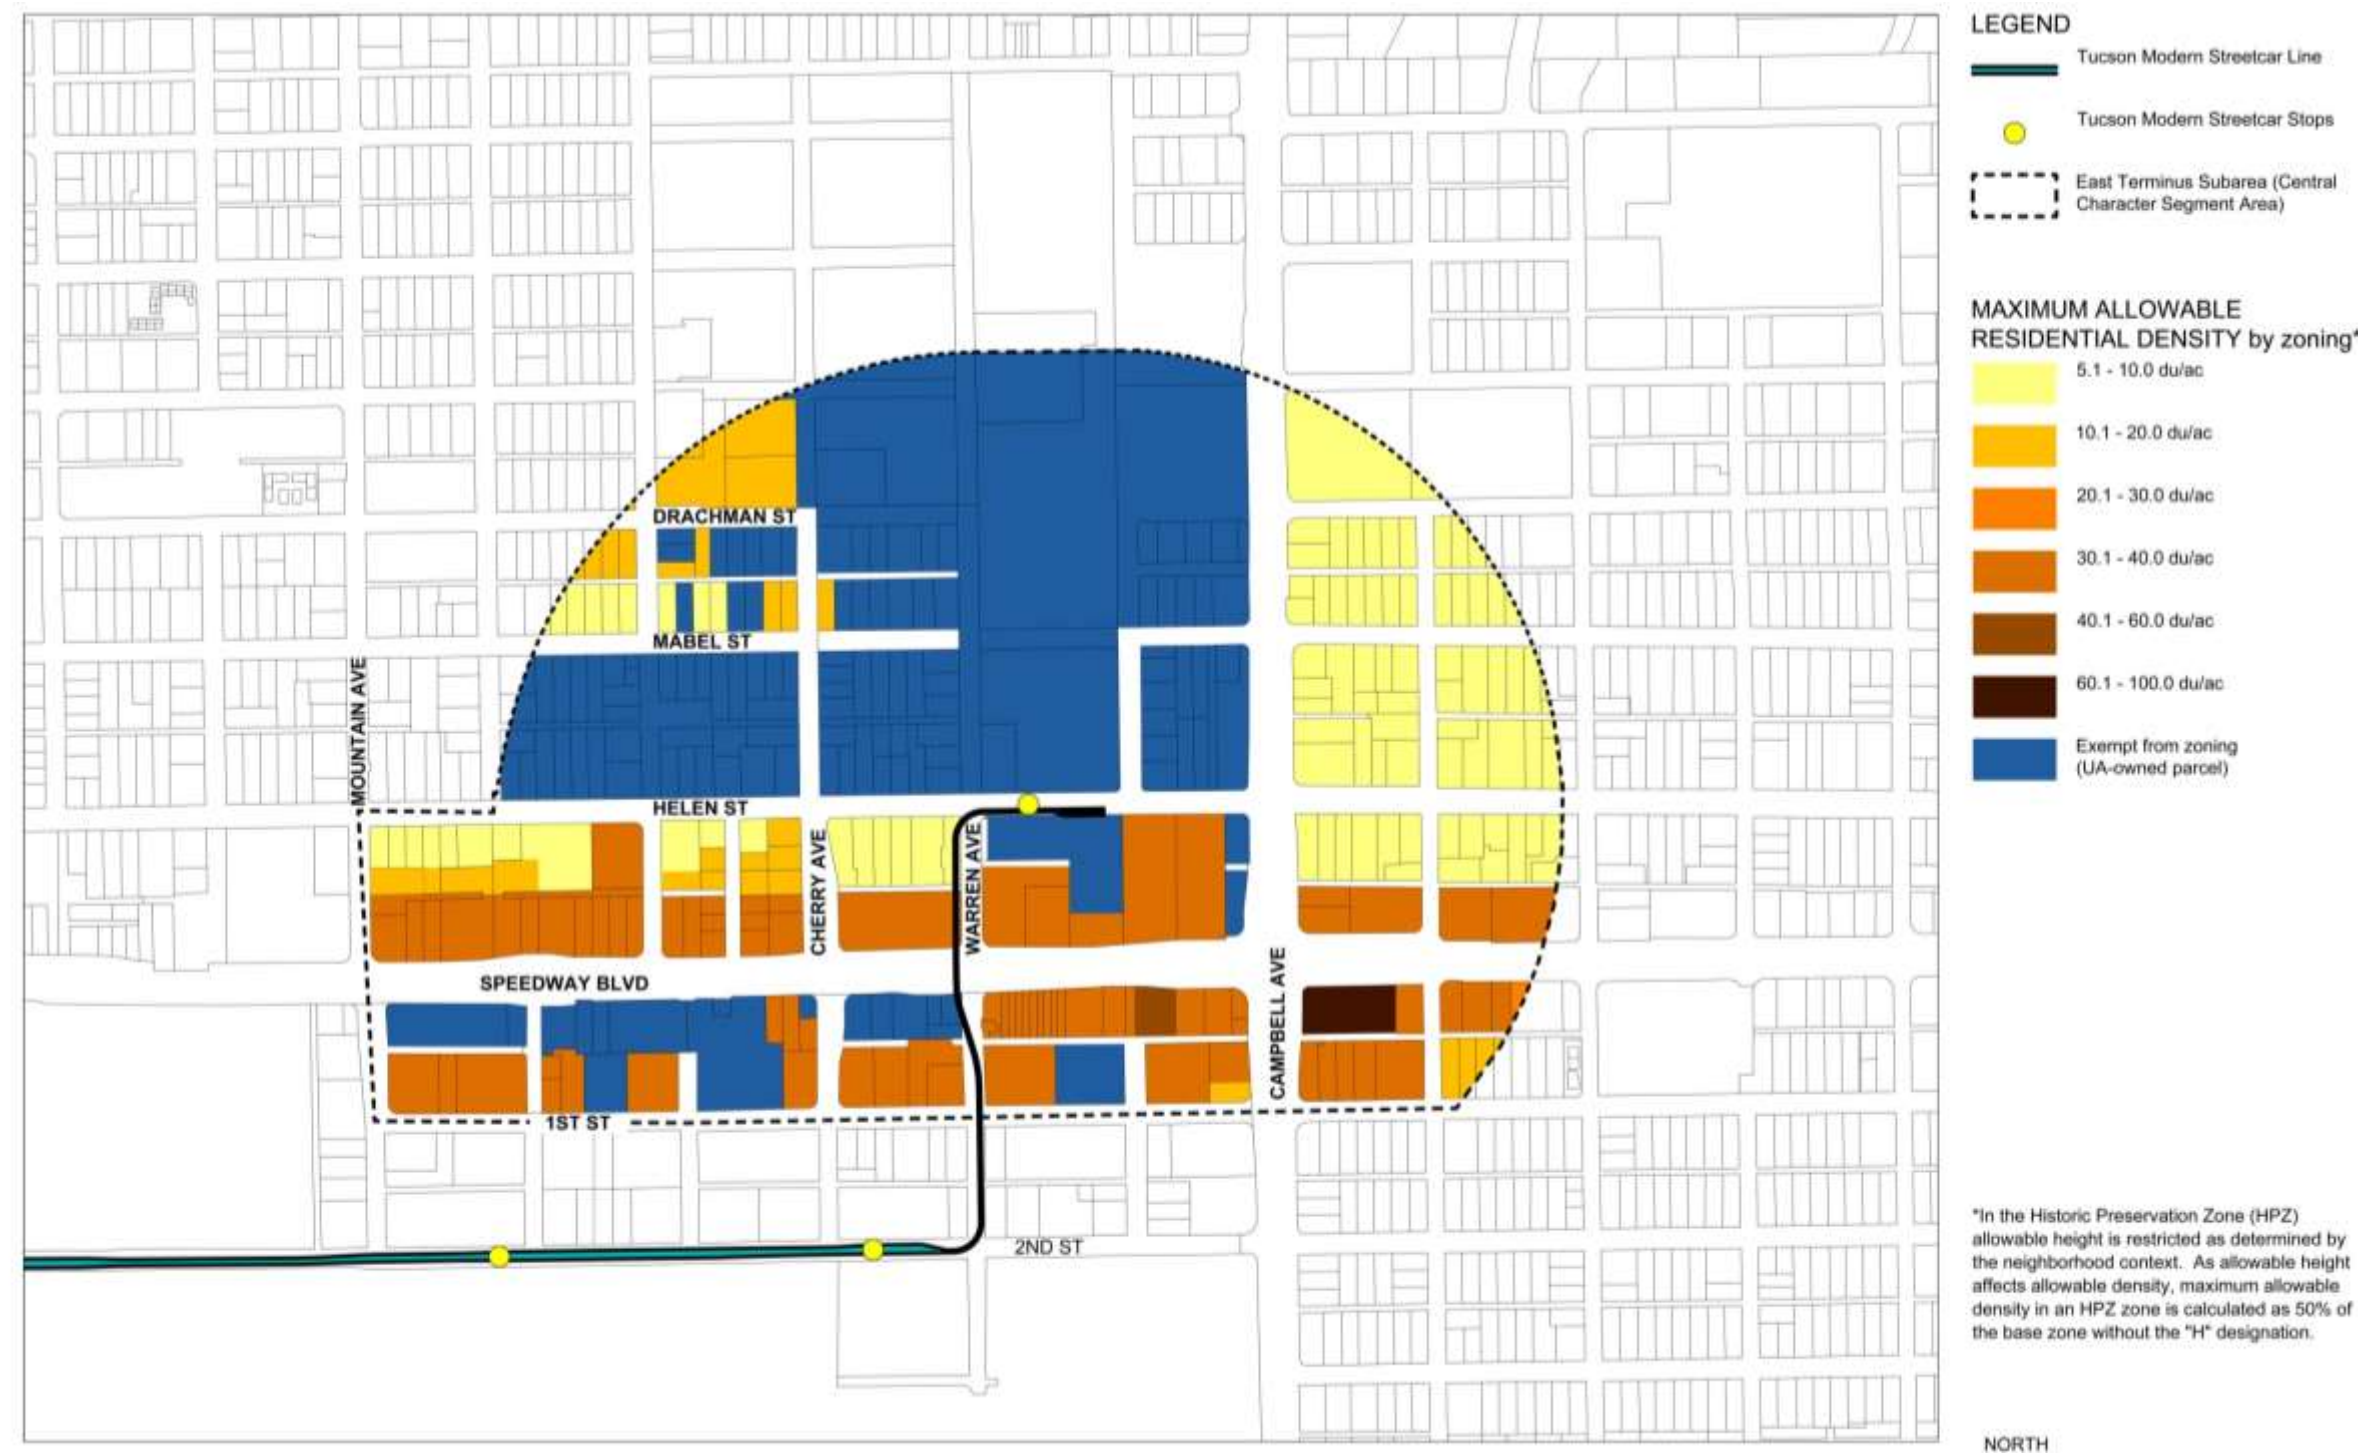 LEGEND
Tucson Modern Streetcar Line
Tucson Modern Streetcar Stops
East Terminus Subarea (Central
Character Segment Area)
MAXIMUM ALLOWABLE
RESIDENTIAL DENSITY by zoning*
5.1 - 10.0 du/ac
10.1 - 20.0 du/ac
20.1 - 30.0 du/ac
30.1 - 40.0 du/ac
40.1 - 60.0 du/ac
60.1 - 100.0 du/ac
Exempt from zoning
(UA-owned parcel)
DRACHMAN ST
MABEL ST
MOUNTAIN AVE
HELEN ST
CHERRY AVE
WARREN AVE
SPEEDWAY BLVD
CAMPBELL AVE
1ST ST
2ND ST
*In the Historic Preservation Zone (HPZ)
allowable height is restricted as determined by
the neighborhood context. As allowable height
affects allowable density, maximum allowable
density in an HPZ zone is calculated as 50% of
the base zone without the "H" designation.
NORTH